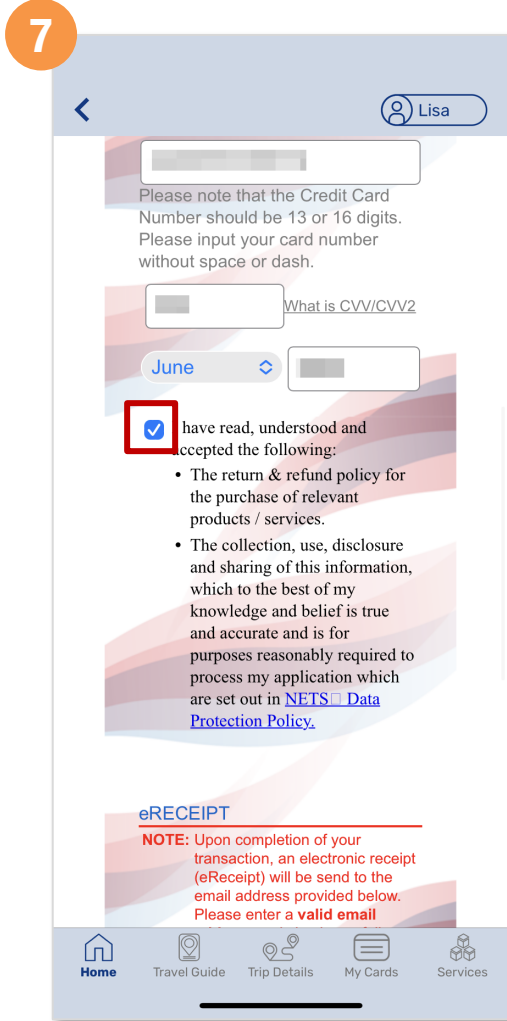 7
Lisa
Please note that the Credit Card
Number should be 13 or 16 digits.
Please input your card number
without space or dash.
What is CVV/CVV2
June
have read, understood and
accepted the following:
• The return & refund policy for
the purchase of relevant
products / services.
• The collection, use, disclosure
and sharing of this information,
which to the best of my
knowledge and belief is true
and accurate and is for
purposes reasonably required to
process my application which
are set out in NETS□ Data
Protection Policy.
eRECEIPT
NOTE: Upon completion of your
transaction, an electronic receipt
(eReceipt) will be send to the
email address provided below.
Please enter a valid email
Home Travel Guide Trip Details My Cards Services